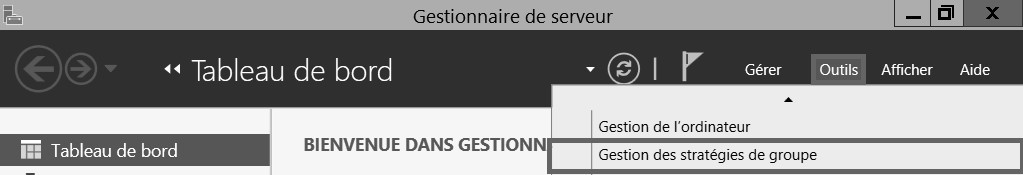 Gestionnaire de serveur
Tableau de bord
Gérer Outils Afficher Aide
Gestion de l'ordinateur
Gestion des stratégies de groupe
Tableau de bord
BIENVENUE DANS GESTIONN